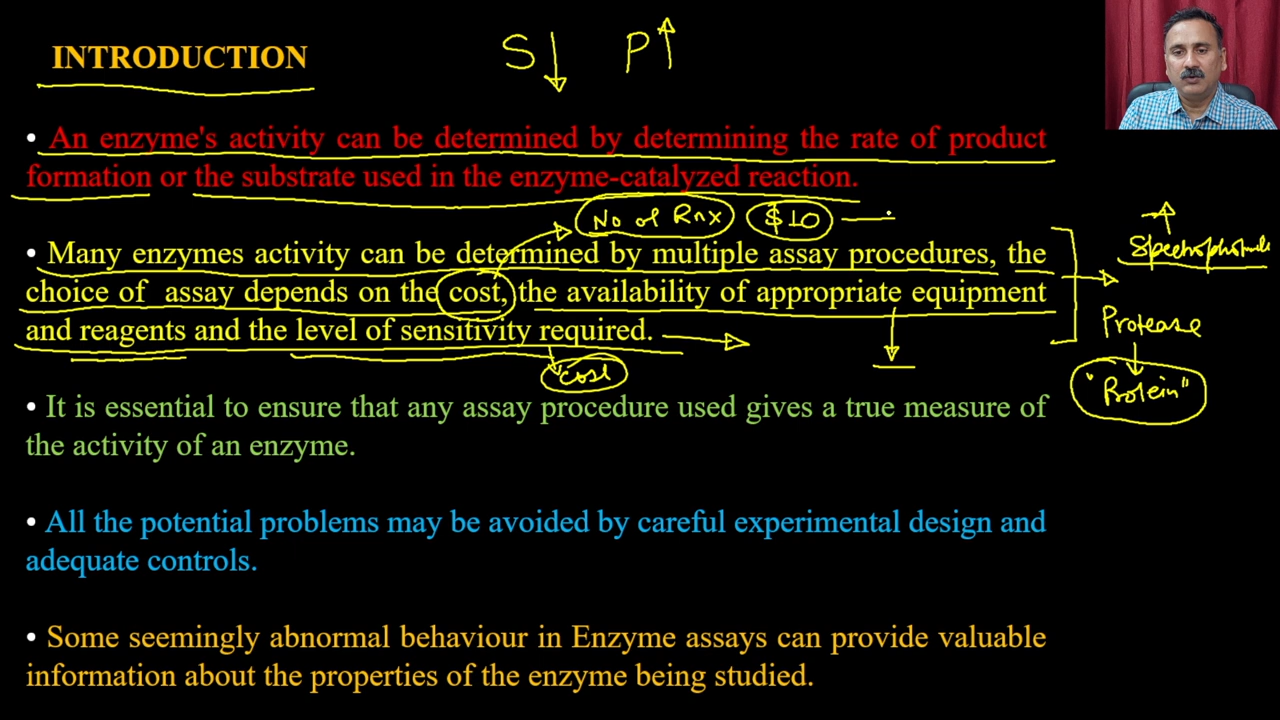 INTRODUCTION
S↓ P↑
• An enzyme's activity can be determined by determining the rate of product
formation or the substrate used in the enzyme-catalyzed reaction.
No of Rnx $10
• Many enzymes activity can be determined by multiple assay procedures, the
choice of assay depends on the cost, the availability of appropriate equipment
and reagents and the level of sensitivity required.
cost
Protease
"Protein"
• It is essential to ensure that any assay procedure used gives a true measure of
the activity of an enzyme.
• All the potential problems may be avoided by careful experimental design and
adequate controls.
• Some seemingly abnormal behaviour in Enzyme assays can provide valuable
information about the properties of the enzyme being studied.